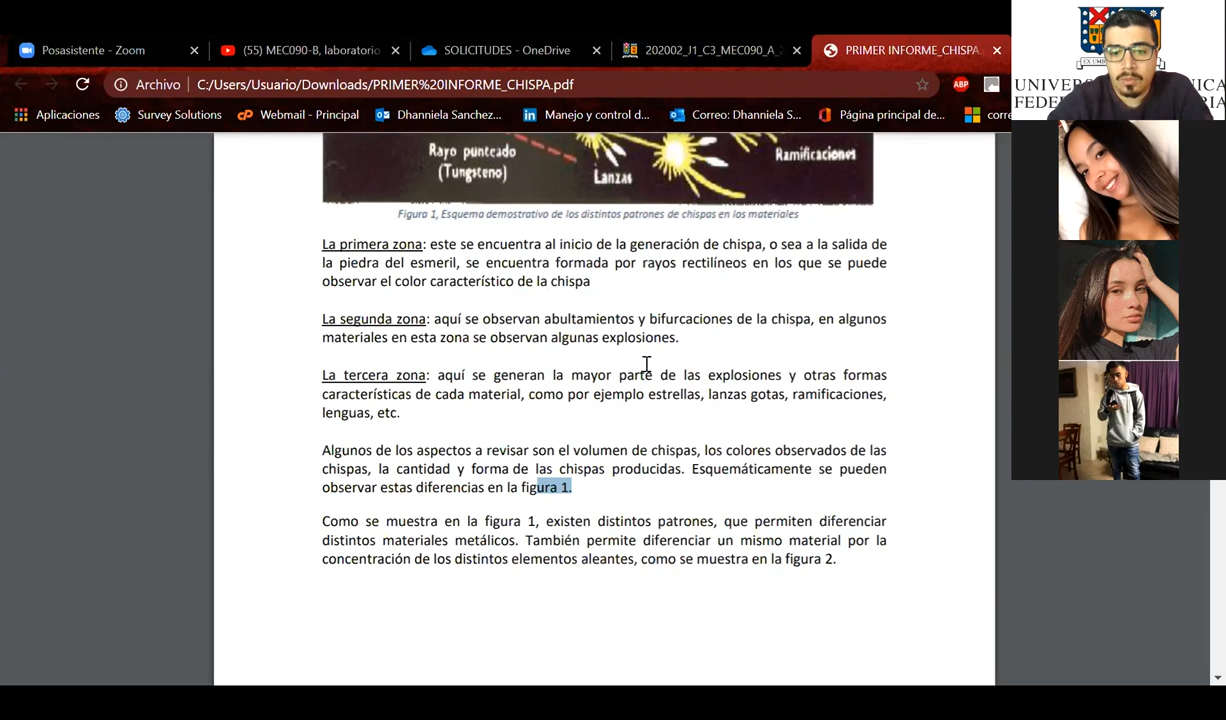 Posasistente - Zoom
(55) MEC090-B, laboratorio
SOLICITUDES - OneDrive
202002_J1_C3_MEC090_A_
PRIMER INFORME_CHISPA.
Archivo
C:/Users/Usuario/Downloads/PRIMER%20INFORME_CHISPA.pdf
ABP
Aplicaciones
Survey Solutions
Webmail - Principal
Dhanniela Sanchez...
Manejo y control d...
Correo: Dhanniela S...
Página principal de...
Rayo punteado
(Tungsteno)
Lanzas
Ramificaciones
Figura 1, Esquema demostrativo de los distintos patrones de chispas en los materiales
La primera zona: este se encuentra al inicio de la generación de chispa, o sea a la salida de
la piedra del esmeril, se encuentra formada por rayos rectilíneos en los que se puede
observar el color característico de la chispa
La segunda zona: aquí se observan abultamientos y bifurcaciones de la chispa, en algunos
materiales en esta zona se observan algunas explosiones.
La tercera zona: aquí se generan la mayor parte de las explosiones y otras formas
características de cada material, como por ejemplo estrellas, lanzas gotas, ramificaciones,
lenguas, etc.
Algunos de los aspectos a revisar son el volumen de chispas, los colores observados de las
chispas, la cantidad y forma de las chispas producidas. Esquemáticamente se pueden
observar estas diferencias en la figura 1.
Como se muestra en la figura 1, existen distintos patrones, que permiten diferenciar
distintos materiales metálicos. También permite diferenciar un mismo material por la
concentración de los distintos elementos aleantes, como se muestra en la figura 2.